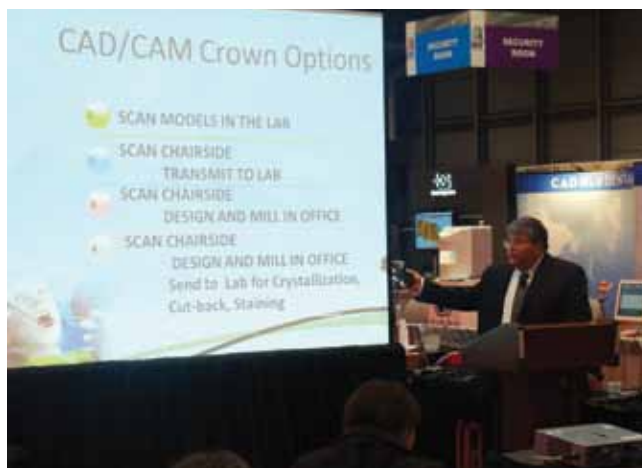 CAD/CAM Crown Options
SCAN MODELS IN THE LAB
SCAN CHAIRSIDE
TRANSMIT TO LAB
SCAN CHAIRSIDE
DESIGN AND MILL IN OFFICE
SCAN CHAIRSIDE
DESIGN AND MILL IN OFFICE
Send to Lab for Crystallization,
Cut-back, Staining
SECURITY
ROOM
SECURITY
ROOM